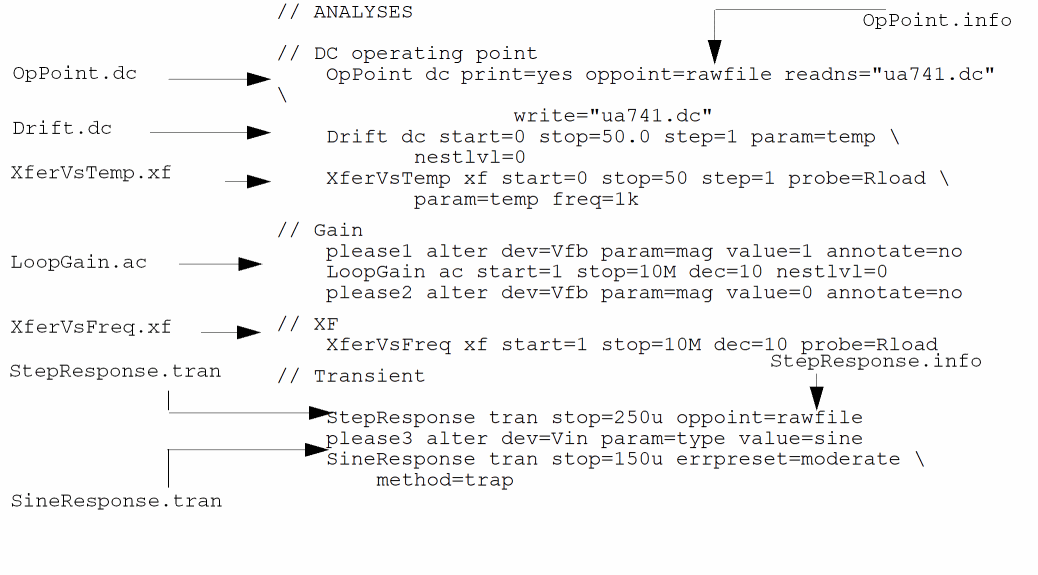 // ANALYSES
OpPoint.info
// DC operating point
OpPoint.dc
OpPoint dc print=yes oppoint=rawfile readns="ua741.dc"
\
write="ua741.dc"
Drift.dc
Drift dc start=0 stop=50.0 step=1 param=temp \
nestlvl=0
XferVsTemp.xf
XferVsTemp xf start=0 stop=50 step=1 probe=Rload \
param=temp freq=1k
// Gain
please1 alter dev=Vfb param=mag value=1 annotate=no
LoopGain.ac
LoopGain ac start=1 stop=10M dec=10 nestlvl=0
please2 alter dev=Vfb param=mag value=0 annotate=no
XferVsFreq.xf
// XF
XferVsFreq xf start=1 stop=10M dec=10 probe=Rload
StepResponse.info
StepResponse.tran
// Transient
StepResponse tran stop=250u oppoint=rawfile
please3 alter dev=Vin param=type value=sine
SineResponse tran stop=150u errpreset=moderate \
method=trap
SineResponse.tran